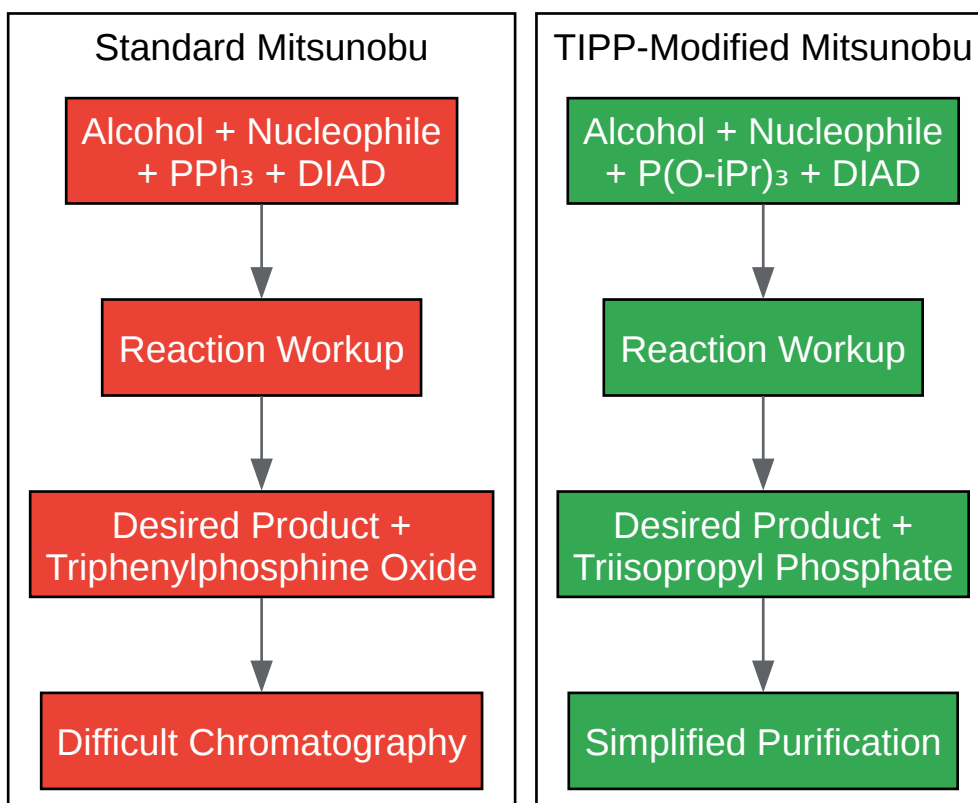 Standard Mitsunobu
Alcohol + Nucleophile
+ PPh₃ + DIAD
Reaction Workup
Desired Product +
Triphenylphosphine Oxide
Difficult Chromatography
TIPP-Modified Mitsunobu
Alcohol + Nucleophile
+ P(O-iPr)₃ + DIAD
Reaction Workup
Desired Product +
Triisopropyl Phosphate
Simplified Purification